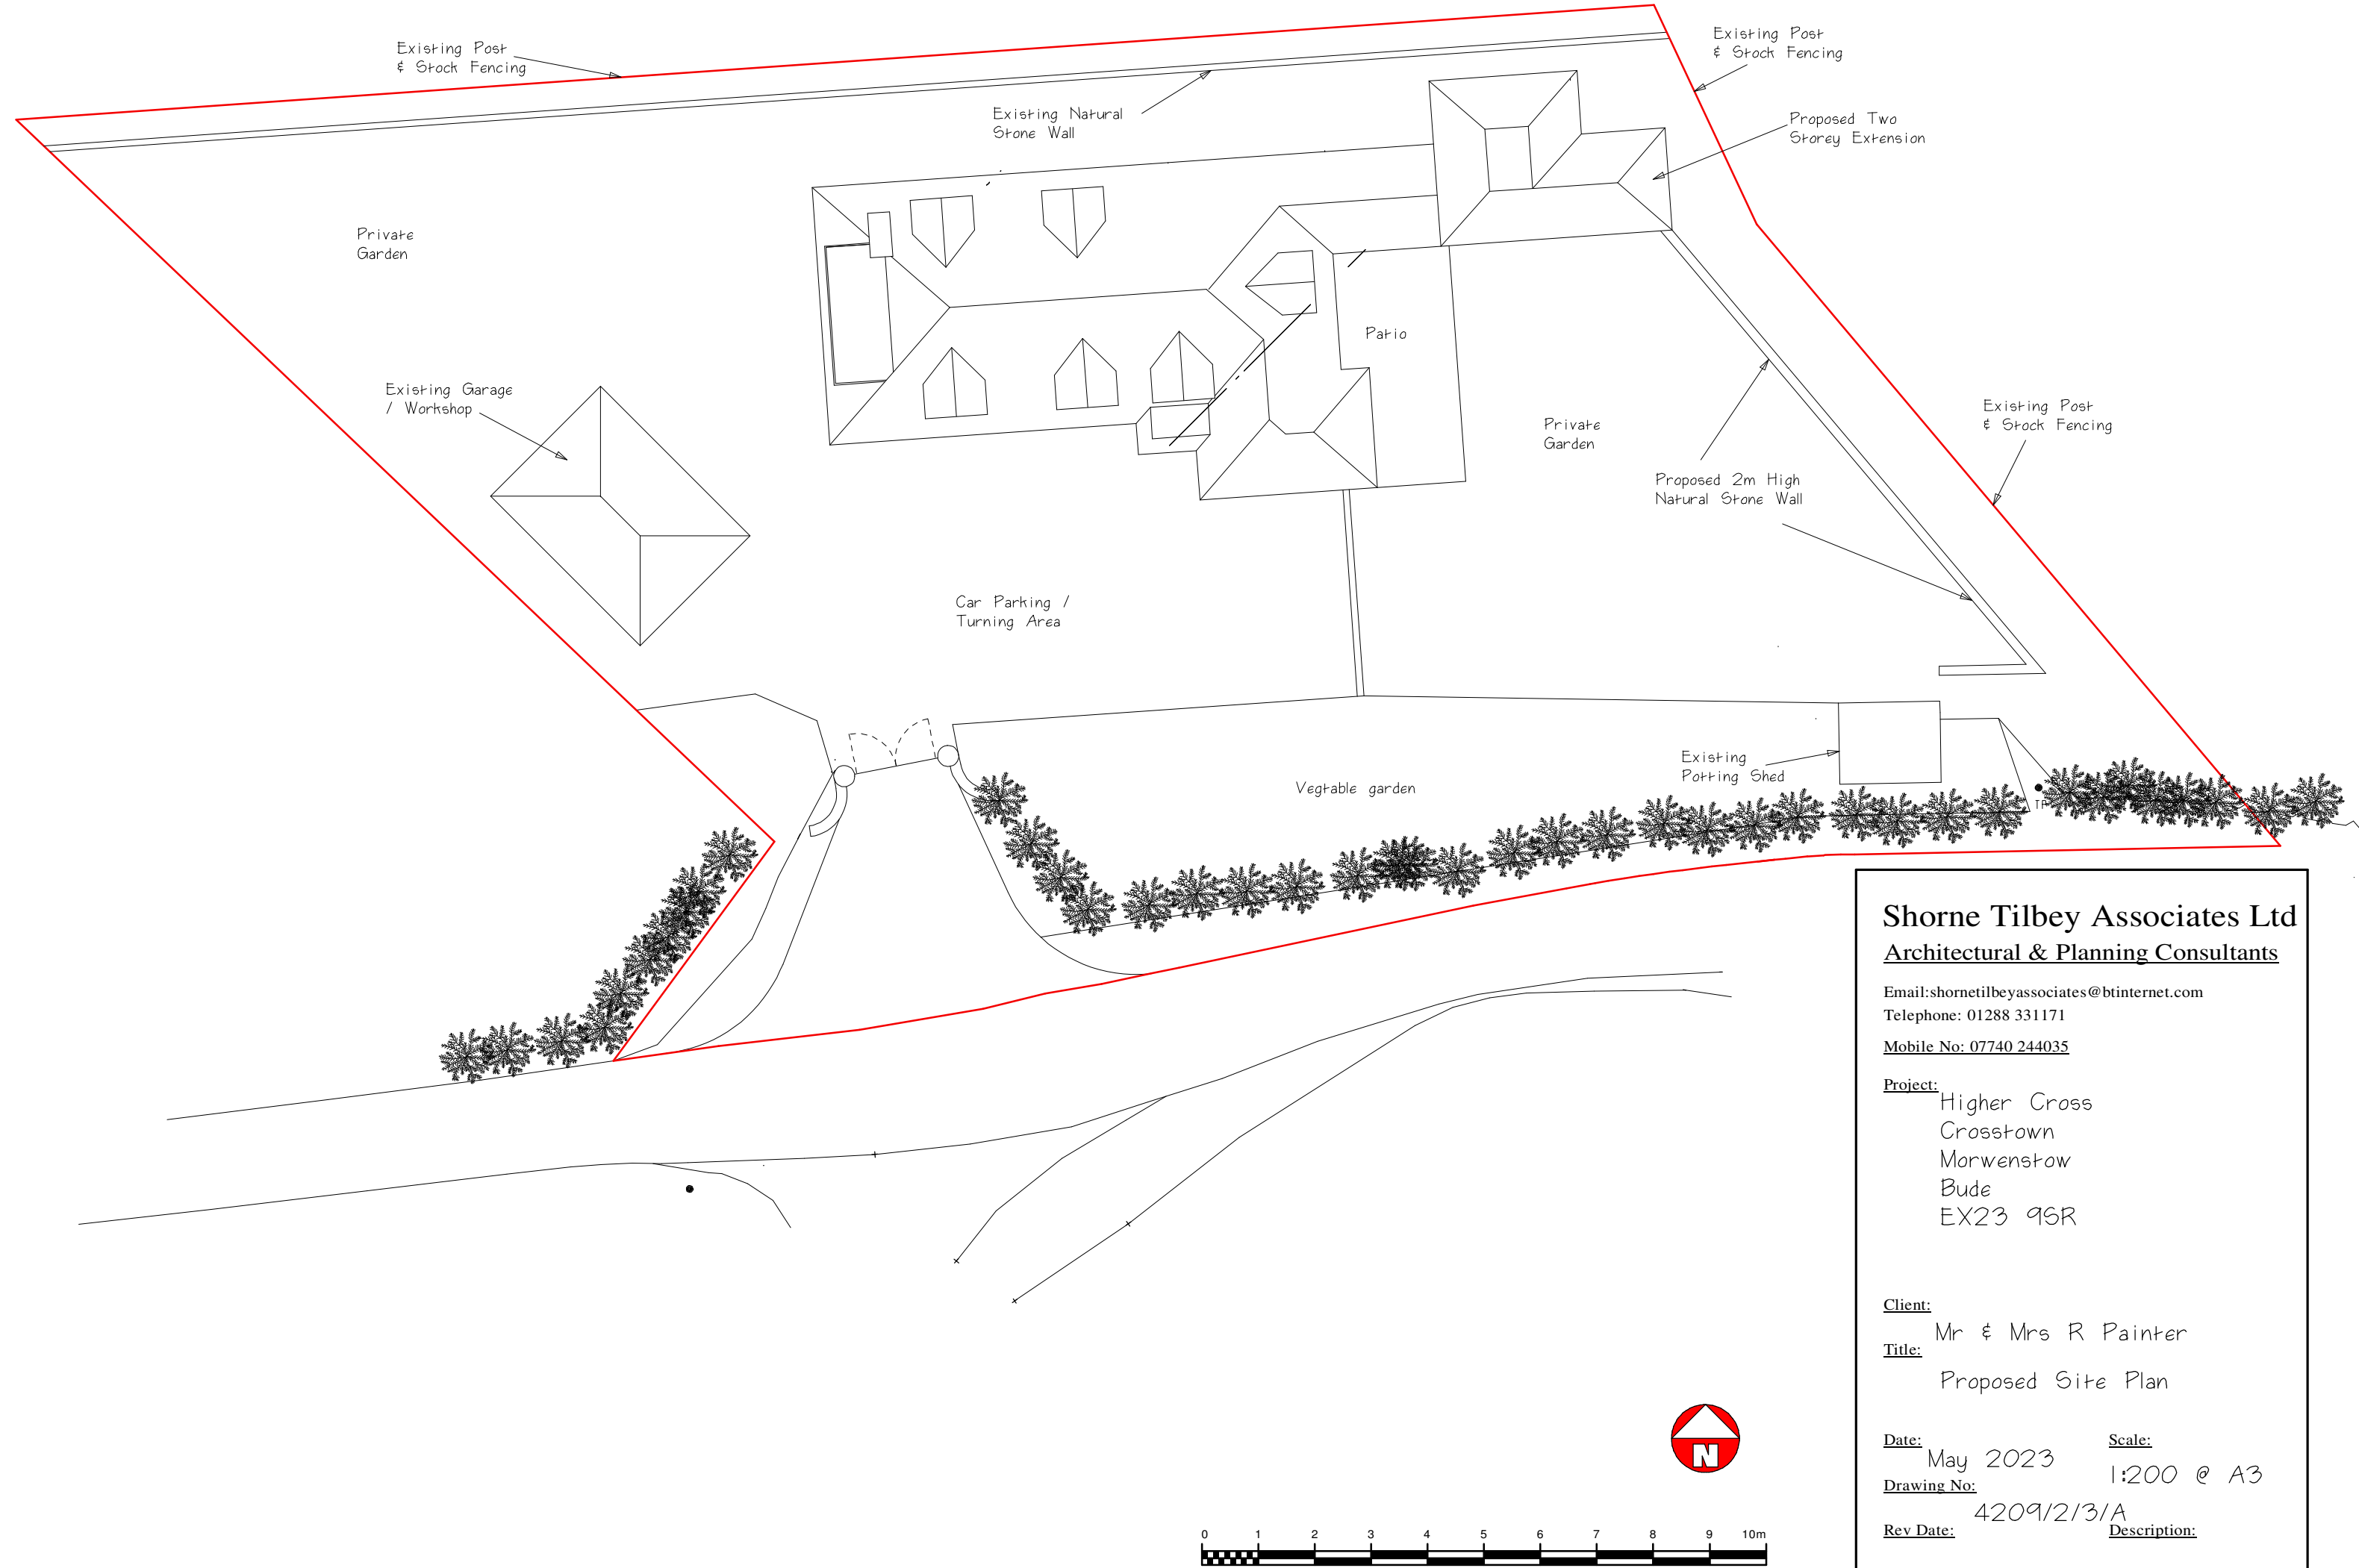 Existing Post
& Stock Fencing
Existing Post
& Stock Fencing
Existing Natural
Stone Wall
Proposed Two
Storey Extension
Private
Garden
Patio
Existing Garage
/ Workshop
Existing Post
& Stock Fencing
Private
Garden
Proposed 2m High
Natural Stone Wall
Car Parking /
Turning Area
Existing
Potting Shed
Vegtable garden
TP
Shorne Tilbey Associates Ltd
Architectural & Planning Consultants
Email:shornetilbeyassociates@btinternet.com
Telephone: 01288 331171
Mobile No: 07740 244035
Project:
Higher Cross
Crosstown
Morwenstow
Bude
EX23 9SR
Client:
Mr & Mrs R Painter
Title:
Proposed Site Plan
Date:
May 2023
Scale:
1:200 @ A3
Drawing No:
4209/2/3/A
Rev Date:
Description:
N
0 1 2 3 4 5 6 7 8 9 10m